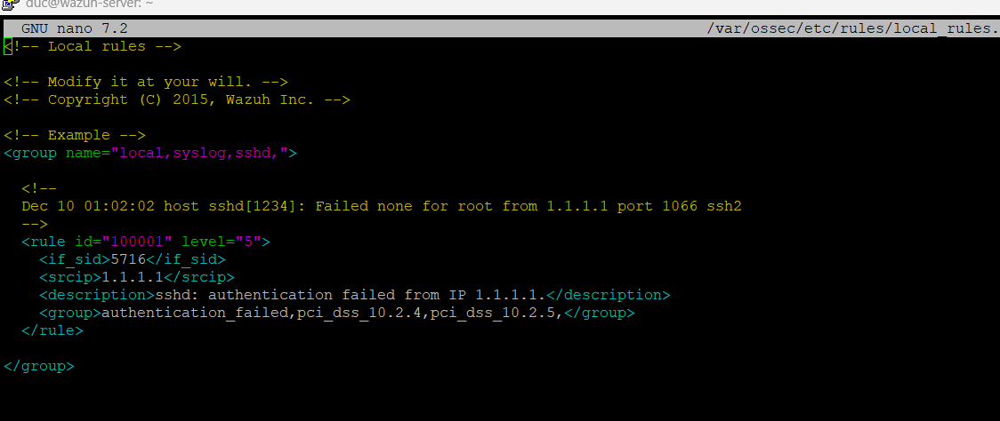 duc@wazuh-server: ~
GNU nano 7.2 /var/ossec/etc/rules/local_rules.
<!-- Local rules -->
<!-- Modify it at your will. -->
<!-- Copyright (C) 2015, Wazuh Inc. -->
<!-- Example -->
<group name="local,syslog,sshd,">
<!--
Dec 10 01:02:02 host sshd[1234]: Failed none for root from 1.1.1.1 port 1066 ssh2
-->
<rule id="100001" level="5">
<if_sid>5716</if_sid>
<srcip>1.1.1.1</srcip>
<description>sshd: authentication failed from IP 1.1.1.1.</description>
<group>authentication_failed,pci_dss_10.2.4,pci_dss_10.2.5,</group>
</rule>
</group>